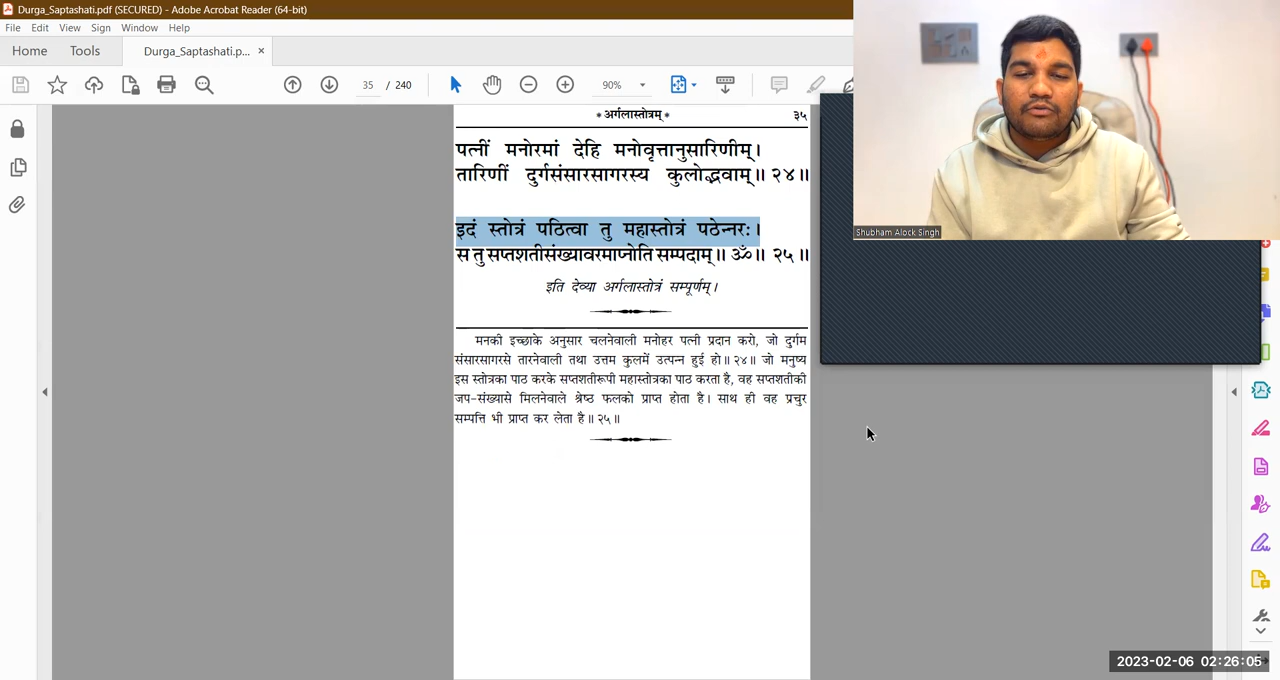 Durga_Saptashati.pdf (SECURED) - Adobe Acrobat Reader (64-bit)
File Edit View Sign Window Help
Home Tools Durga_Saptashati.p... ×
35 / 240 90%
* अर्गलास्तोत्रम् * ३५
पत्नीं मनोरमां देहि मनोवृत्तानुसारिणीम्।
तारिणीं दुर्गसंसारसागरस्य कुलोद्भवाम्॥ २४॥
इदं स्तोत्रं पठित्वा तु महास्तोत्रं पठेन्नरः।
स तु सप्तशतीसंख्यावरमाप्नोति सम्पदाम्॥ ॐ॥ २५॥
इति देव्या अर्गलास्तोत्रं सम्पूर्णम्।
मनकी इच्छाके अनुसार चलनेवाली मनोहर पत्नी प्रदान करो, जो दुर्गम
संसारसागरसे तारनेवाली तथा उत्तम कुलमें उत्पन्न हुई हो॥ २४॥ जो मनुष्य
इस स्तोत्रका पाठ करके सप्तशतीरूपी महास्तोत्रका पाठ करता है, वह सप्तशतीकी
जप-संख्यासे मिलनेवाले श्रेष्ठ फलको प्राप्त होता है। साथ ही वह प्रचुर
सम्पत्ति भी प्राप्त कर लेता है॥ २५॥
Shubham Alock Singh
2023-02-06 02:26:05